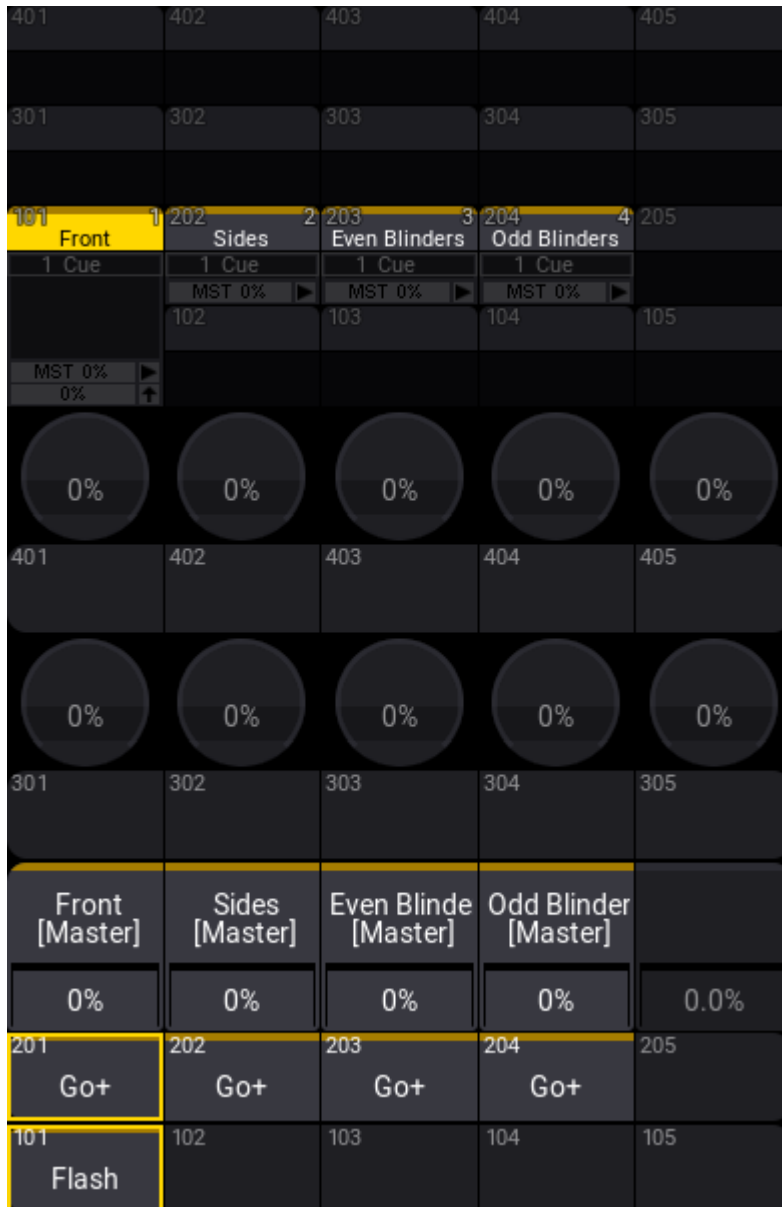 401 402 403 404 405
301 302 303 304 305
1 202 2 203 3 204 4 205
Front Sides Even Blinders Odd Blinders
1 Cue 1 Cue 1 Cue 1 Cue
MST 0% MST 0% MST 0%
102 103 104 105
MST 0%
0%
0% 0% 0% 0% 0%
401 402 403 404 405
0% 0% 0% 0% 0%
301 302 303 304 305
Front Sides Even Blinde Odd Blinder
[Master] [Master] [Master] [Master]
0% 0% 0% 0% 0.0%
201 202 203 204 205
Go+ Go+ Go+ Go+
101 102 103 104 105
Flash